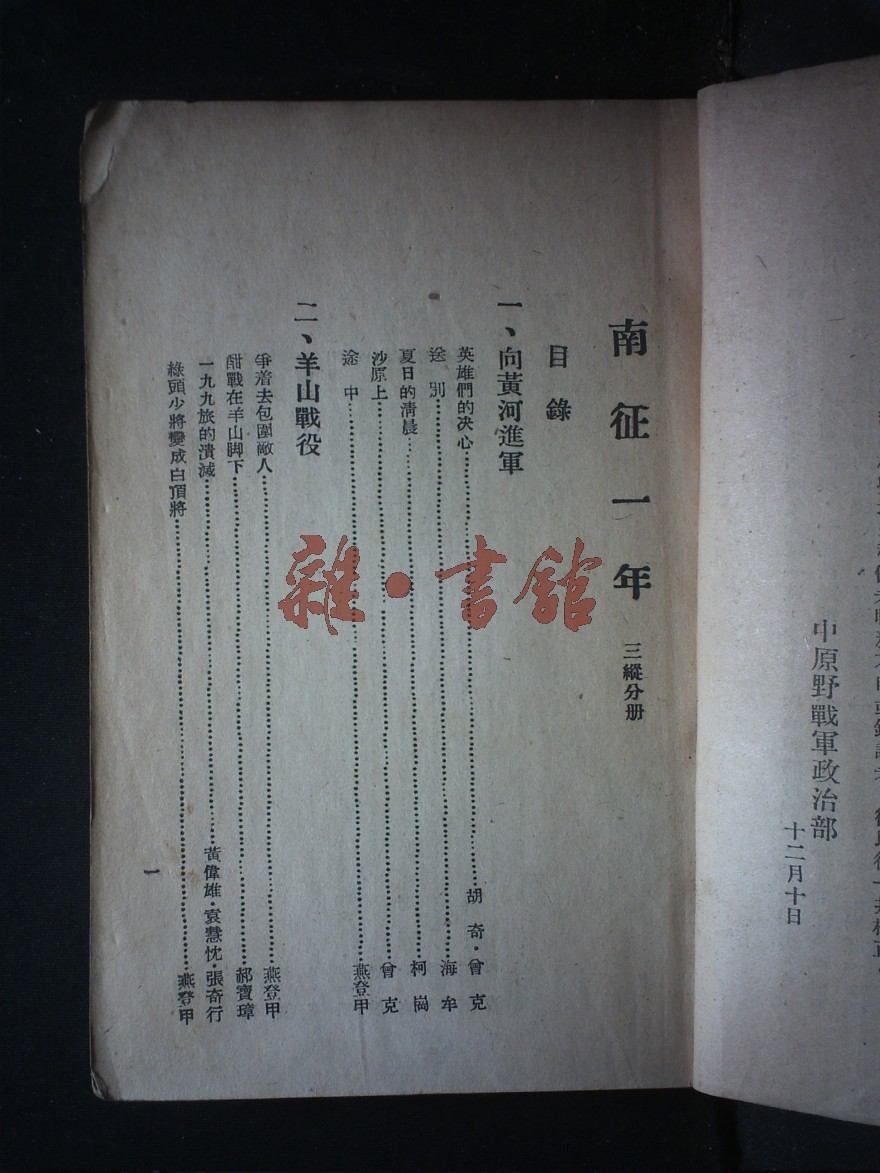 中原野戰軍政治部
十二月十日
南征一年 三縱分册
目錄
一、向黃河進軍
英雄們的决心……胡奇·曾克
送别……海牟
夏日的清晨……柯崗
沙原上……曾克
途中……燕登甲
二、羊山戰役
爭着去包圍敵人……燕登甲
酣戰在羊山脚下……郝寶璋
一九九旅的潰滅……黃偉雄·袁慧忱·張奇行
綠頭少將變成白頂將……燕登甲
一
雜·書館